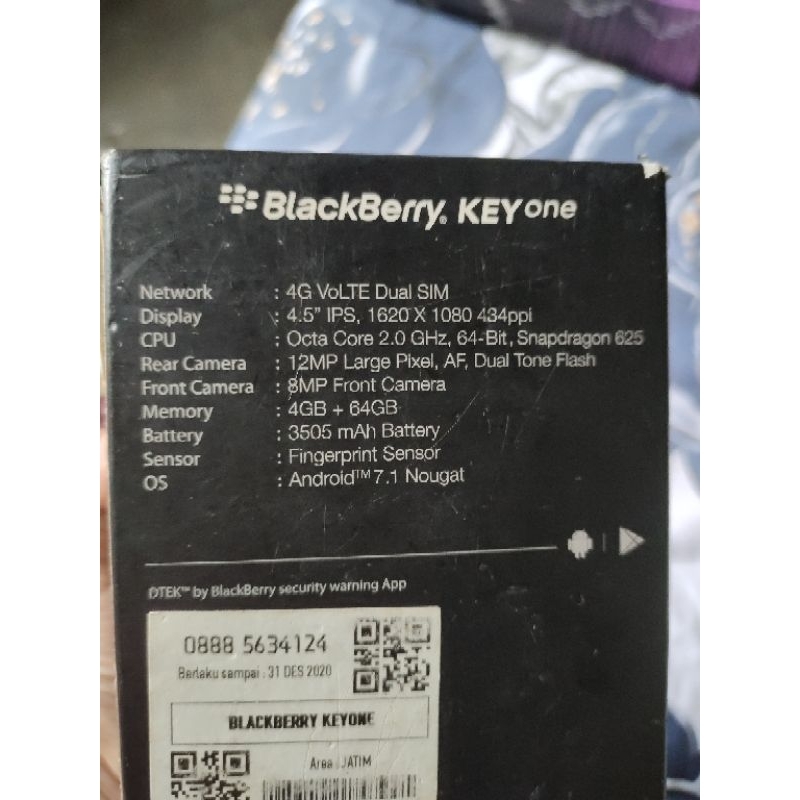 BlackBerry. KEYone
Network : 4G VoLTE Dual SIM
Display : 4.5" IPS, 1620 X 1080 434ppi
CPU : Octa Core 2.0 GHz, 64-Bit, Snapdragon 625
Rear Camera : 12MP Large Pixel, AF, Dual Tone Flash
Front Camera : 8MP Front Camera
Memory : 4GB + 64GB
Battery : 3505 mAh Battery
Sensor : Fingerprint Sensor
OS : Android™ 7.1 Nougat
DTEK™ by BlackBerry security warning App
0888 5634124
Berlaku sampai : 31 DES 2020
BLACKBERRY KEYONE
Area : JATIM